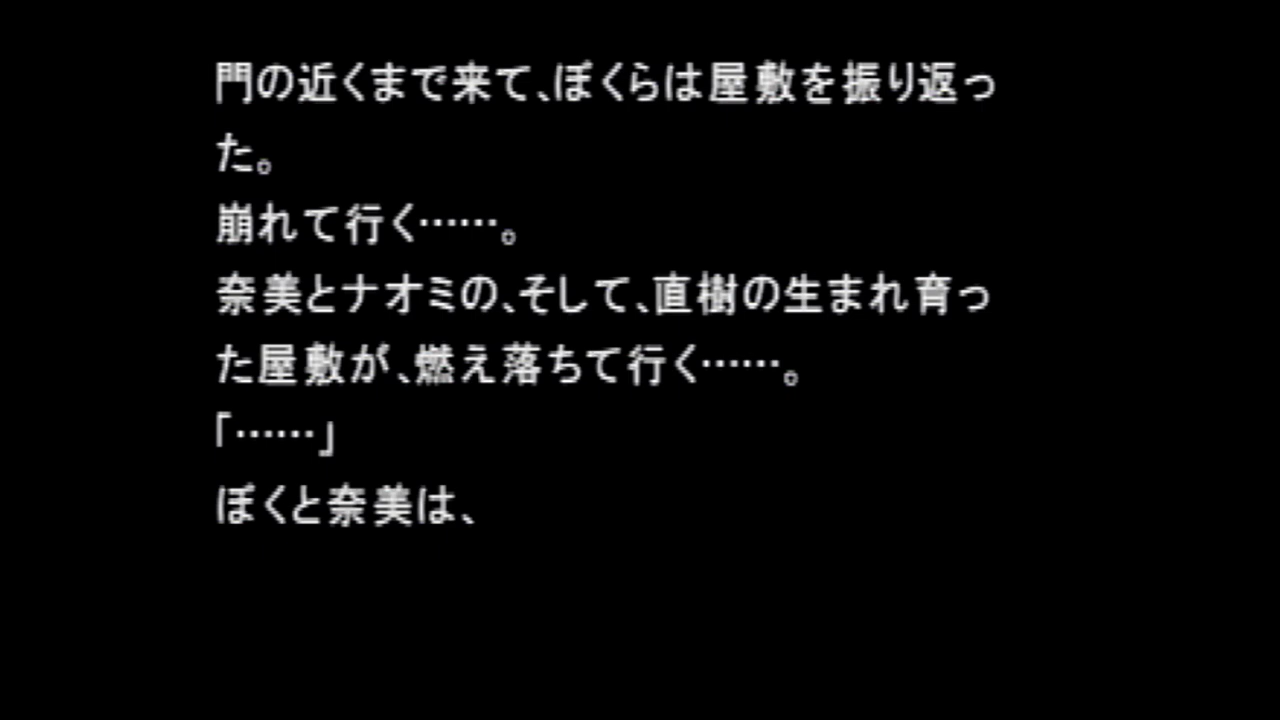 門の近くまで来て、ぼくらは屋敷を振り返っ
た。
崩れて行く……。
奈美とナオミの、そして、直樹の生まれ育っ
た屋敷が、燃え落ちて行く……。
「……」
ぼくと奈美は、